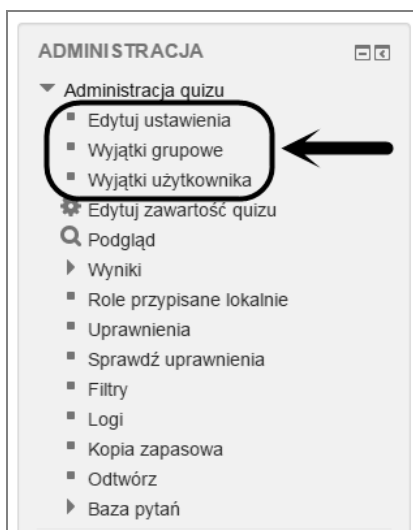 ADMINISTRACJA
Administracja quizu
Edytuj ustawienia
Wyjątki grupowe
Wyjątki użytkownika
Edytuj zawartość quizu
Podgląd
Wyniki
Role przypisane lokalnie
Uprawnienia
Sprawdź uprawnienia
Filtry
Logi
Kopia zapasowa
Odtwórz
Baza pytań